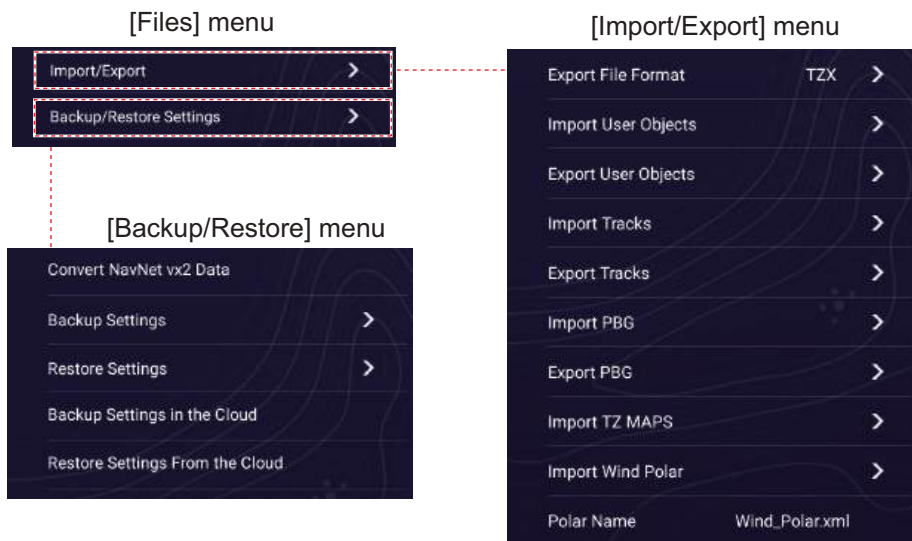 [Files] menu
Import/Export
Backup/Restore Settings
[Backup/Restore] menu
Convert NavNet vx2 Data
Backup Settings
Restore Settings
Backup Settings in the Cloud
Restore Settings From the Cloud
[Import/Export] menu
Export File Format TZX
Import User Objects
Export User Objects
Import Tracks
Export Tracks
Import PBG
Export PBG
Import TZ MAPS
Import Wind Polar
Polar Name Wind_Polar.xml